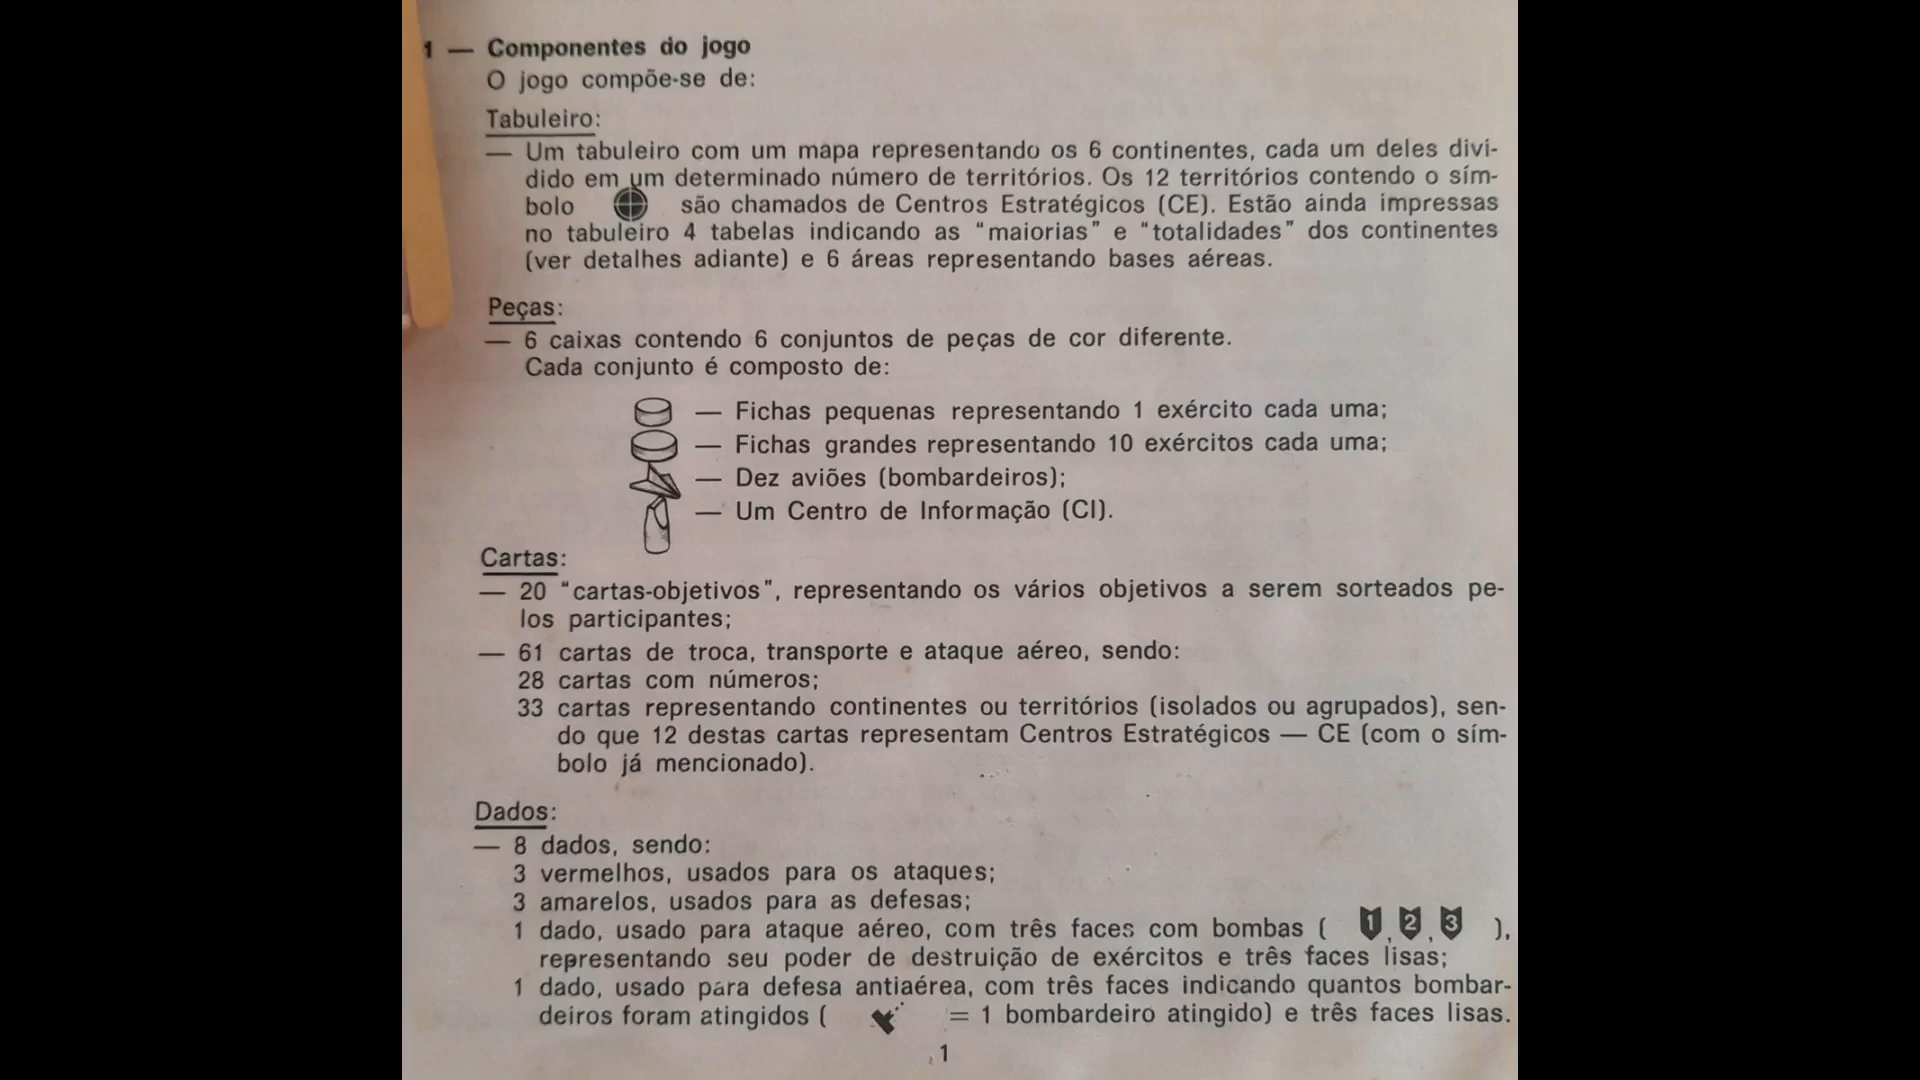 1 — Componentes do jogo
O jogo compõe-se de:
Tabuleiro:
— Um tabuleiro com um mapa representando os 6 continentes, cada um deles divi-
dido em um determinado número de territórios. Os 12 territórios contendo o sím-
bolo são chamados de Centros Estratégicos (CE). Estão ainda impressas
no tabuleiro 4 tabelas indicando as “maiorias” e “totalidades” dos continentes
(ver detalhes adiante) e 6 áreas representando bases aéreas.
Peças:
— 6 caixas contendo 6 conjuntos de peças de cor diferente.
Cada conjunto é composto de:
— Fichas pequenas representando 1 exército cada uma;
— Fichas grandes representando 10 exércitos cada uma;
— Dez aviões (bombardeiros);
— Um Centro de Informação (CI).
Cartas:
— 20 “cartas-objetivos”, representando os vários objetivos a serem sorteados pe-
los participantes;
— 61 cartas de troca, transporte e ataque aéreo, sendo:
28 cartas com números;
33 cartas representando continentes ou territórios (isolados ou agrupados), sen-
do que 12 destas cartas representam Centros Estratégicos — CE (com o sím-
bolo já mencionado).
Dados:
— 8 dados, sendo:
3 vermelhos, usados para os ataques;
3 amarelos, usados para as defesas;
1 dado, usado para ataque aéreo, com três faces com bombas ( 1, 2, 3 ),
representando seu poder de destruição de exércitos e três faces lisas;
1 dado, usado para defesa antiaérea, com três faces indicando quantos bombar-
deiros foram atingidos ( = 1 bombardeiro atingido) e três faces lisas.
1